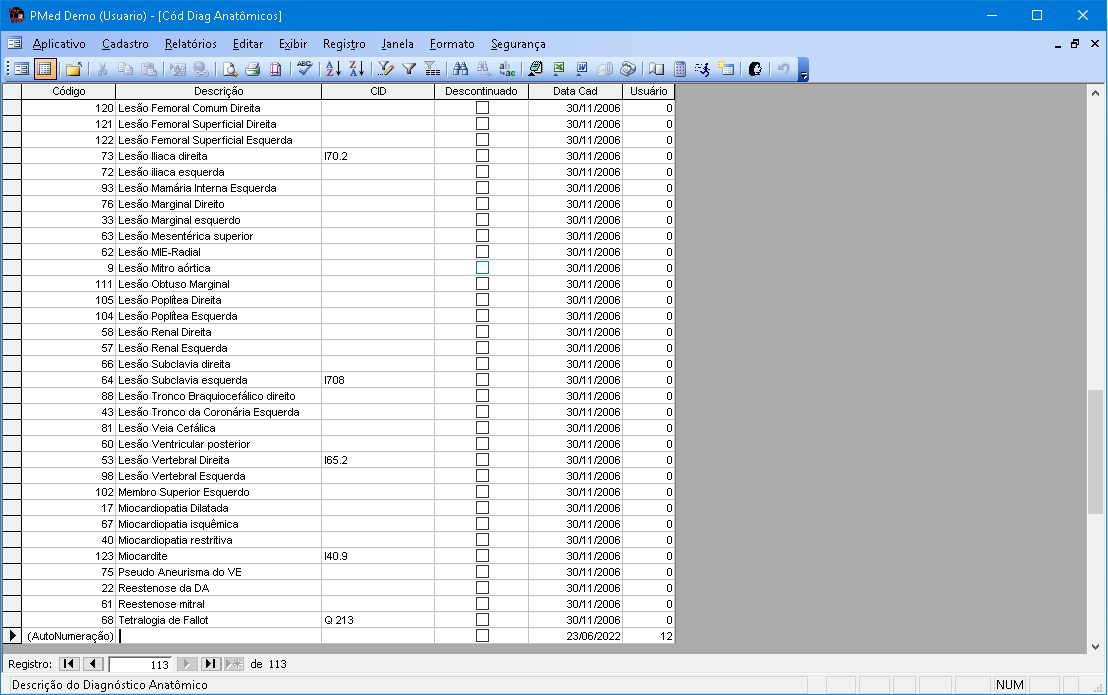 PMed Demo (Usuario) - [Cód Diag Anatômicos]
Aplicativo Cadastro Relatórios Editar Exibir Registro Janela Formato Segurança
Código Descrição CID Descontinuado Data Cad Usuário
120 Lesão Femoral Comum Direita 30/11/2006 0
121 Lesão Femoral Superficial Direita 30/11/2006 0
122 Lesão Femoral Superficial Esquerda 30/11/2006 0
73 Lesão Iliaca direita I70.2 30/11/2006 0
72 Lesão iliaca esquerda 30/11/2006 0
93 Lesão Mamária Interna Esquerda 30/11/2006 0
76 Lesão Marginal Direito 30/11/2006 0
33 Lesão Marginal esquerdo 30/11/2006 0
63 Lesão Mesentérica superior 30/11/2006 0
62 Lesão MIE-Radial 30/11/2006 0
9 Lesão Mitro aórtica 30/11/2006 0
111 Lesão Obtuso Marginal 30/11/2006 0
105 Lesão Poplítea Direita 30/11/2006 0
104 Lesão Poplítea Esquerda 30/11/2006 0
58 Lesão Renal Direita 30/11/2006 0
57 Lesão Renal Esquerda 30/11/2006 0
66 Lesão Subclavia direita 30/11/2006 0
64 Lesão Subclavia esquerda I708 30/11/2006 0
88 Lesão Tronco Braquiocefálico direito 30/11/2006 0
43 Lesão Tronco da Coronária Esquerda 30/11/2006 0
81 Lesão Veia Cefálica 30/11/2006 0
60 Lesão Ventricular posterior 30/11/2006 0
53 Lesão Vertebral Direita I65.2 30/11/2006 0
98 Lesão Vertebral Esquerda 30/11/2006 0
102 Membro Superior Esquerdo 30/11/2006 0
17 Miocardiopatia Dilatada 30/11/2006 0
67 Miocardiopatia isquêmica 30/11/2006 0
40 Miocardiopatia restritiva 30/11/2006 0
123 Miocardite I40.9 30/11/2006 0
75 Pseudo Aneurisma do VE 30/11/2006 0
22 Reestenose da DA 30/11/2006 0
61 Reestenose mitral 30/11/2006 0
68 Tetralogia de Fallot Q 213 30/11/2006 0
(AutoNumeração) 23/06/2022 12
Registro: 113 de 113
Descrição do Diagnóstico Anatômico NUM